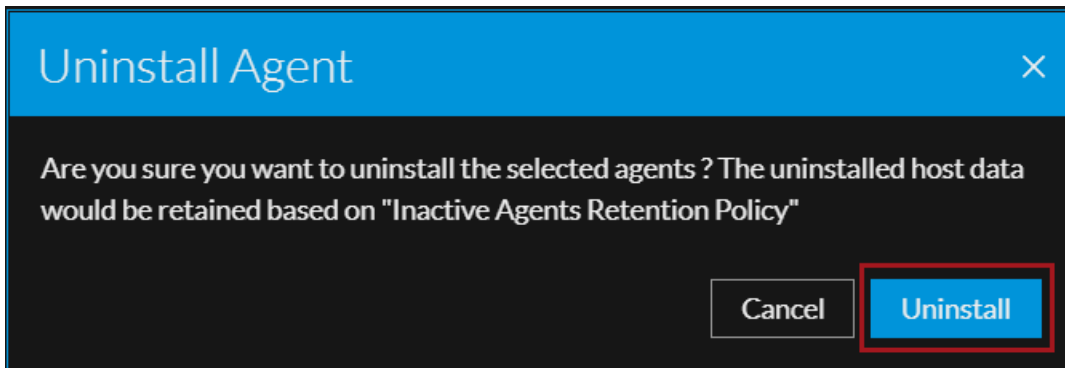 Uninstall Agent
Are you sure you want to uninstall the selected agents ? The uninstalled host data
would be retained based on "Inactive Agents Retention Policy"
Cancel Uninstall